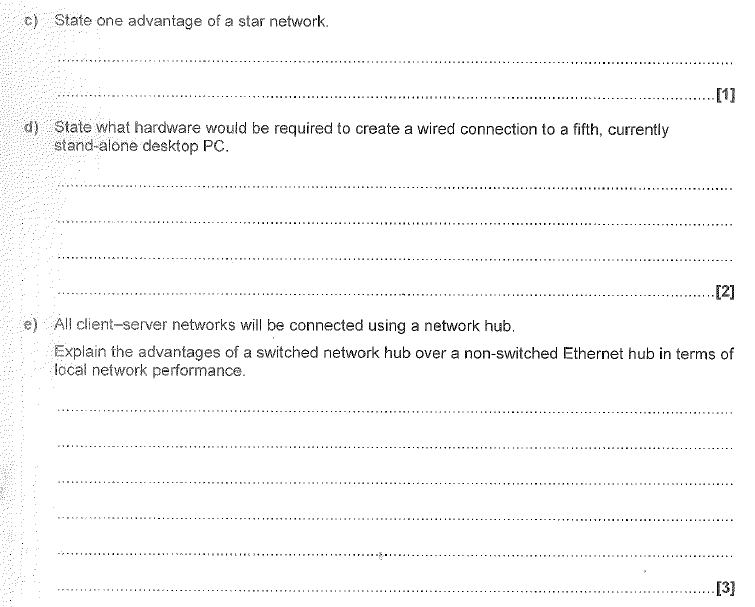 c) State one advantage of a star network.
[1]
d) State what hardware would be required to create a wired connection to a fifth, currently
stand-alone desktop PC.
[2]
e) All client–server networks will be connected using a network hub.
Explain the advantages of a switched network hub over a non-switched Ethernet hub in terms of
local network performance.
[3]